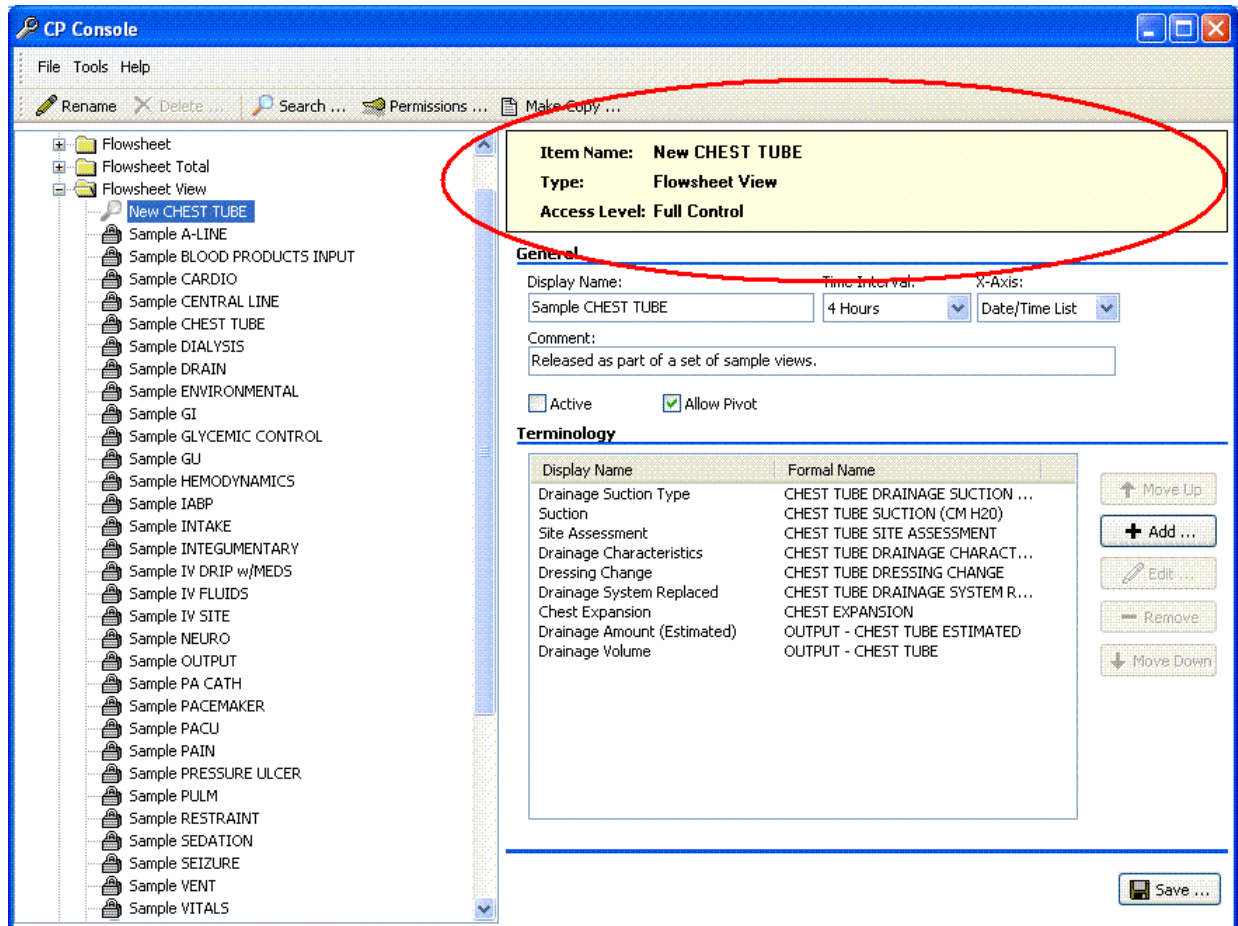 CP Console
File Tools Help
Rename Delete ... Search ... Permissions ... Make Copy ...
Flowsheet
Flowsheet Total
Flowsheet View
New CHEST TUBE
Sample A-LINE
Sample BLOOD PRODUCTS INPUT
Sample CARDIO
Sample CENTRAL LINE
Sample CHEST TUBE
Sample DIALYSIS
Sample DRAIN
Sample ENVIRONMENTAL
Sample GI
Sample GLYCEMIC CONTROL
Sample GU
Sample HEMODYNAMICS
Sample IABP
Sample INTAKE
Sample INTEGUMENTARY
Sample IV DRIP w/MEDS
Sample IV FLUIDS
Sample IV SITE
Sample NEURO
Sample OUTPUT
Sample PA CATH
Sample PACEMAKER
Sample PACU
Sample PAIN
Sample PRESSURE ULCER
Sample PULM
Sample RESTRAINT
Sample SEDATION
Sample SEIZURE
Sample VENT
Sample VITALS
Item Name: New CHEST TUBE
Type: Flowsheet View
Access Level: Full Control
General
Display Name: Time Interval: X-Axis:
Sample CHEST TUBE 4 Hours Date/Time List
Comment:
Released as part of a set of sample views.
Active Allow Pivot
Terminology
Display Name Formal Name
Drainage Suction Type CHEST TUBE DRAINAGE SUCTION ...
Suction CHEST TUBE SUCTION (CM H20)
Site Assessment CHEST TUBE SITE ASSESSMENT
Drainage Characteristics CHEST TUBE DRAINAGE CHARACT...
Dressing Change CHEST TUBE DRESSING CHANGE
Drainage System Replaced CHEST TUBE DRAINAGE SYSTEM R...
Chest Expansion CHEST EXPANSION
Drainage Amount (Estimated) OUTPUT - CHEST TUBE ESTIMATED
Drainage Volume OUTPUT - CHEST TUBE
Move Up
Add ...
Edit ...
Remove
Move Down
Save ...